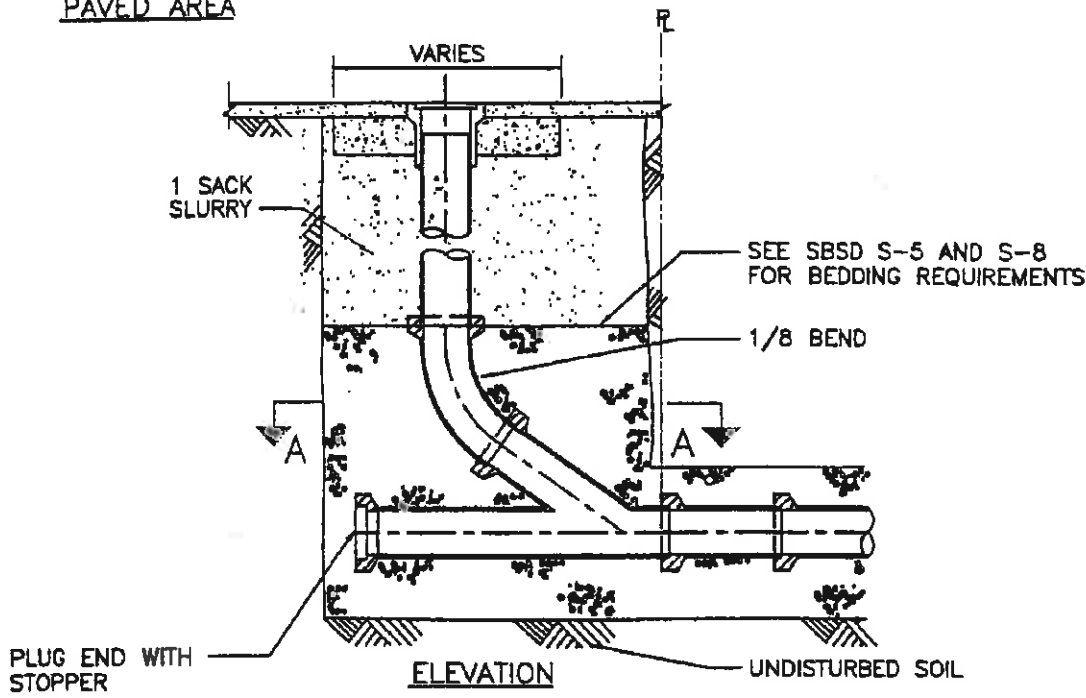 PAVED AREA
PL
VARIES
1 SACK
SLURRY
SEE SBSD S-5 AND S-8
FOR BEDDING REQUIREMENTS
1/8 BEND
A
A
PLUG END WITH
STOPPER
ELEVATION
UNDISTURBED SOIL